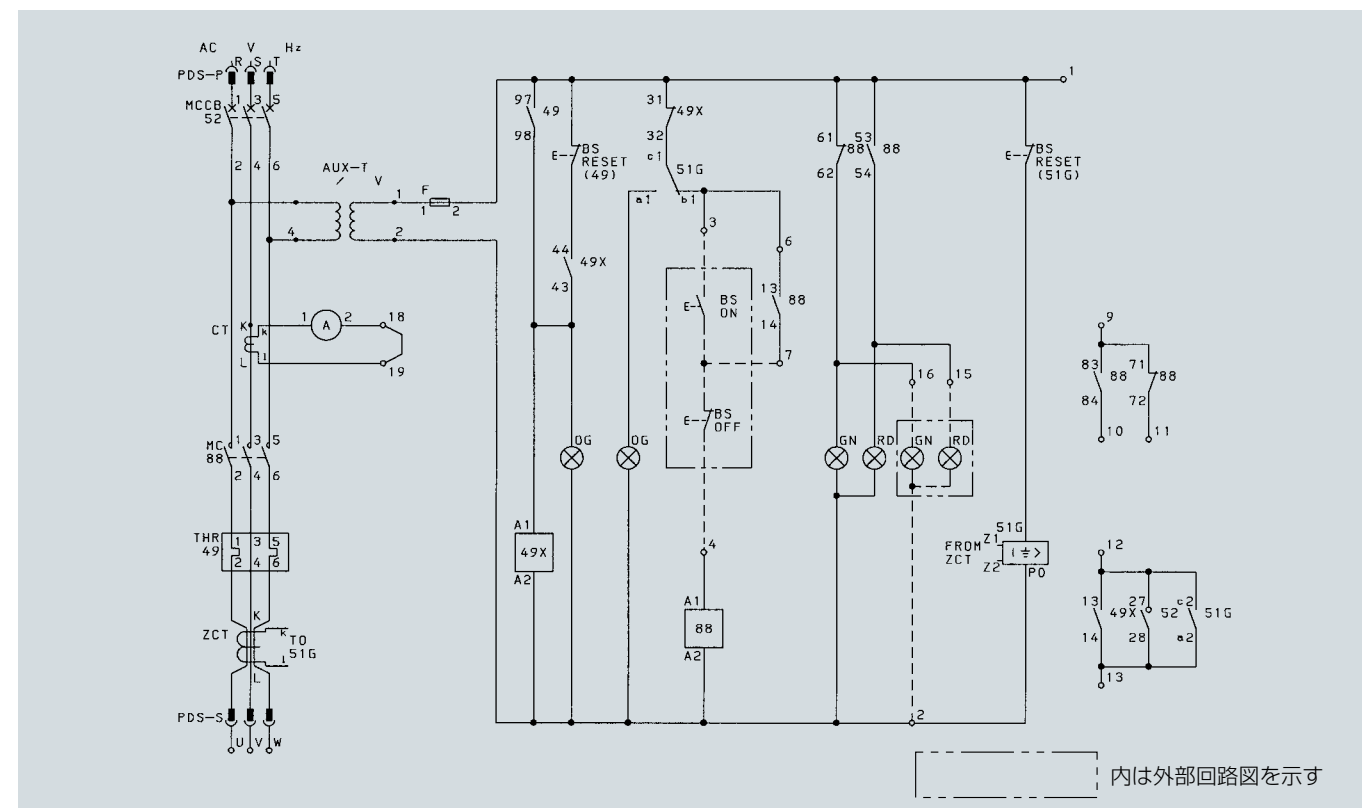 AC V Hz
R S T
PDS-P
MCCB
52
1 3 5
2 4 6
AUX-T
V
1
F
1 2
4
2
CT
K
k
L
l
1 A 2
18
19
MC
88
1 3 5
2 4 6
THR
49
1 3 5
2 4 6
ZCT
K
k
TO
51G
l
L
PDS-S
U V W
97
49
98
E
BS
RESET
(49)
44
49X
43
OG
A1
49X
A2
31
49X
32
c1
51G
a1
b1
OG
3
6
E
BS
ON
13
88
14
7
E
BS
OFF
4
A1
88
A2
61
88
62
53
88
54
16
15
GN
RD
GN
RD
2
1
E
BS
RESET
(51G)
51G
FROM
ZCT
Z1
Z2
P0
9
83
88
84
71
88
72
10
11
12
13
49X
14
27
52
28
c2
51G
a2
13
内は外部回路図を示す